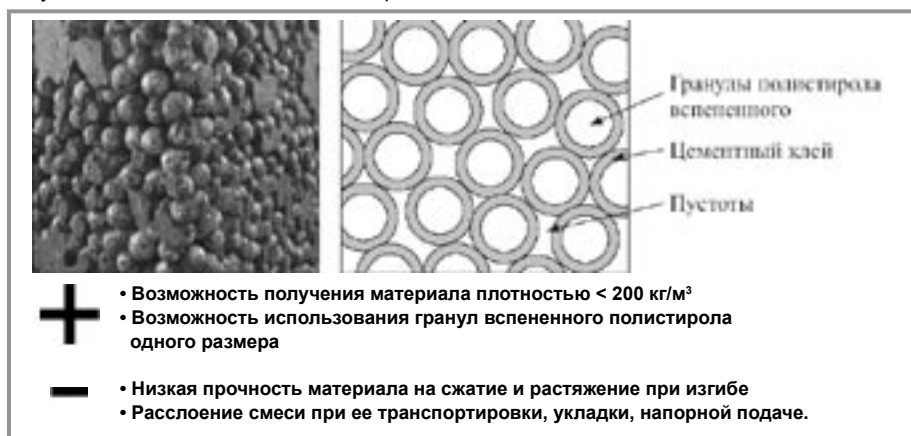 Гранулы полистирола
вспененного
Цементный клей
Пустоты
• Возможность получения материала плотностью < 200 кг/м³
• Возможность использования гранул вспененного полистирола
одного размера
• Низкая прочность материала на сжатие и растяжение при изгибе
• Расслоение смеси при ее транспортировки, укладки, напорной подаче.